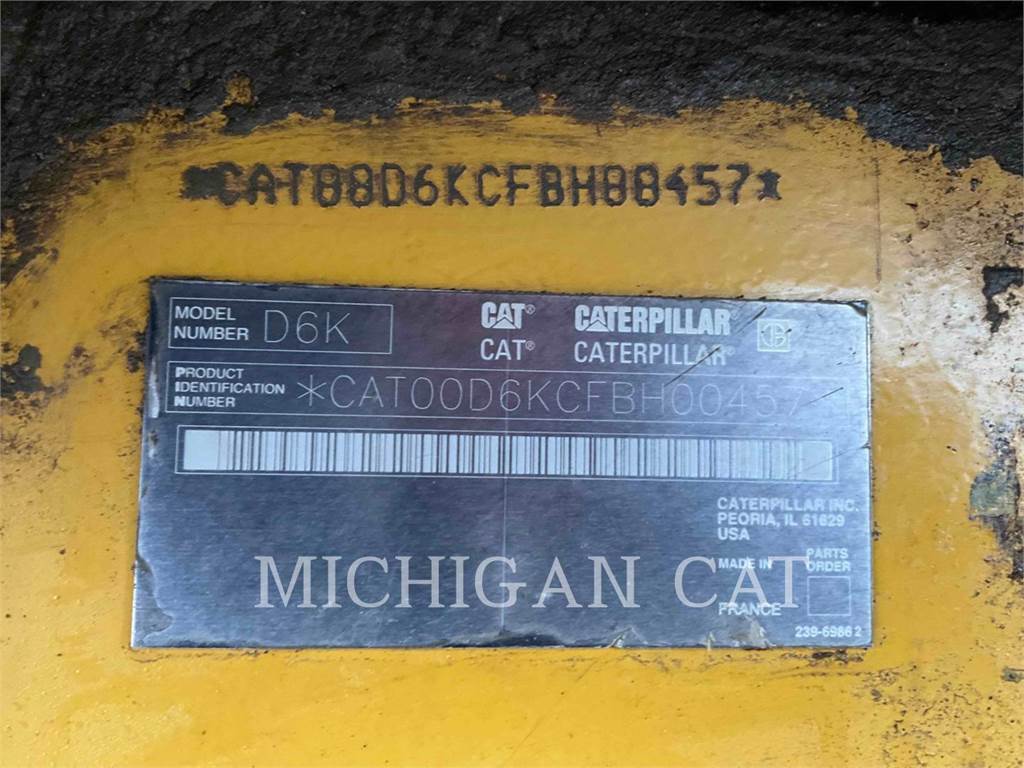 *CAT00D6KCFBH00457*
MODEL NUMBER D6K
CAT® CATERPILLAR®
CAT® CATERPILLAR®
PRODUCT IDENTIFICATION NUMBER *CAT00D6KCFBH00457
CATERPILLAR INC.
PEORIA, IL 61629
USA
MADE IN
FRANCE
PARTS ORDER
239-6986 2
MICHIGAN CAT